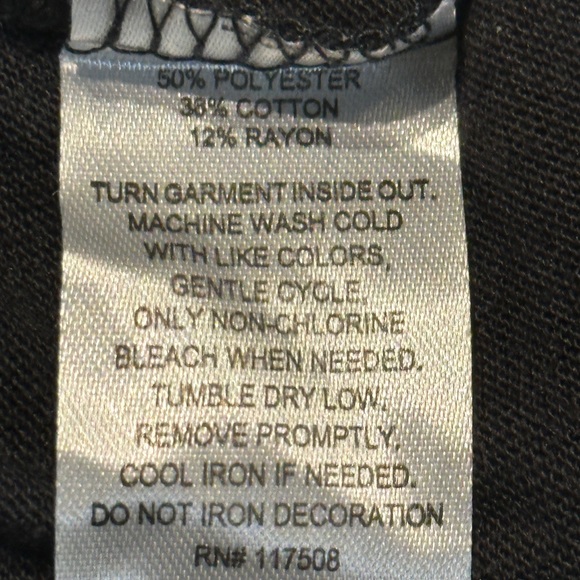 50% POLYESTER
38% COTTON
12% RAYON
TURN GARMENT INSIDE OUT.
MACHINE WASH COLD
WITH LIKE COLORS,
GENTLE CYCLE.
ONLY NON-CHLORINE
BLEACH WHEN NEEDED.
TUMBLE DRY LOW,
REMOVE PROMPTLY,
COOL IRON IF NEEDED.
DO NOT IRON DECORATION
RN# 117508